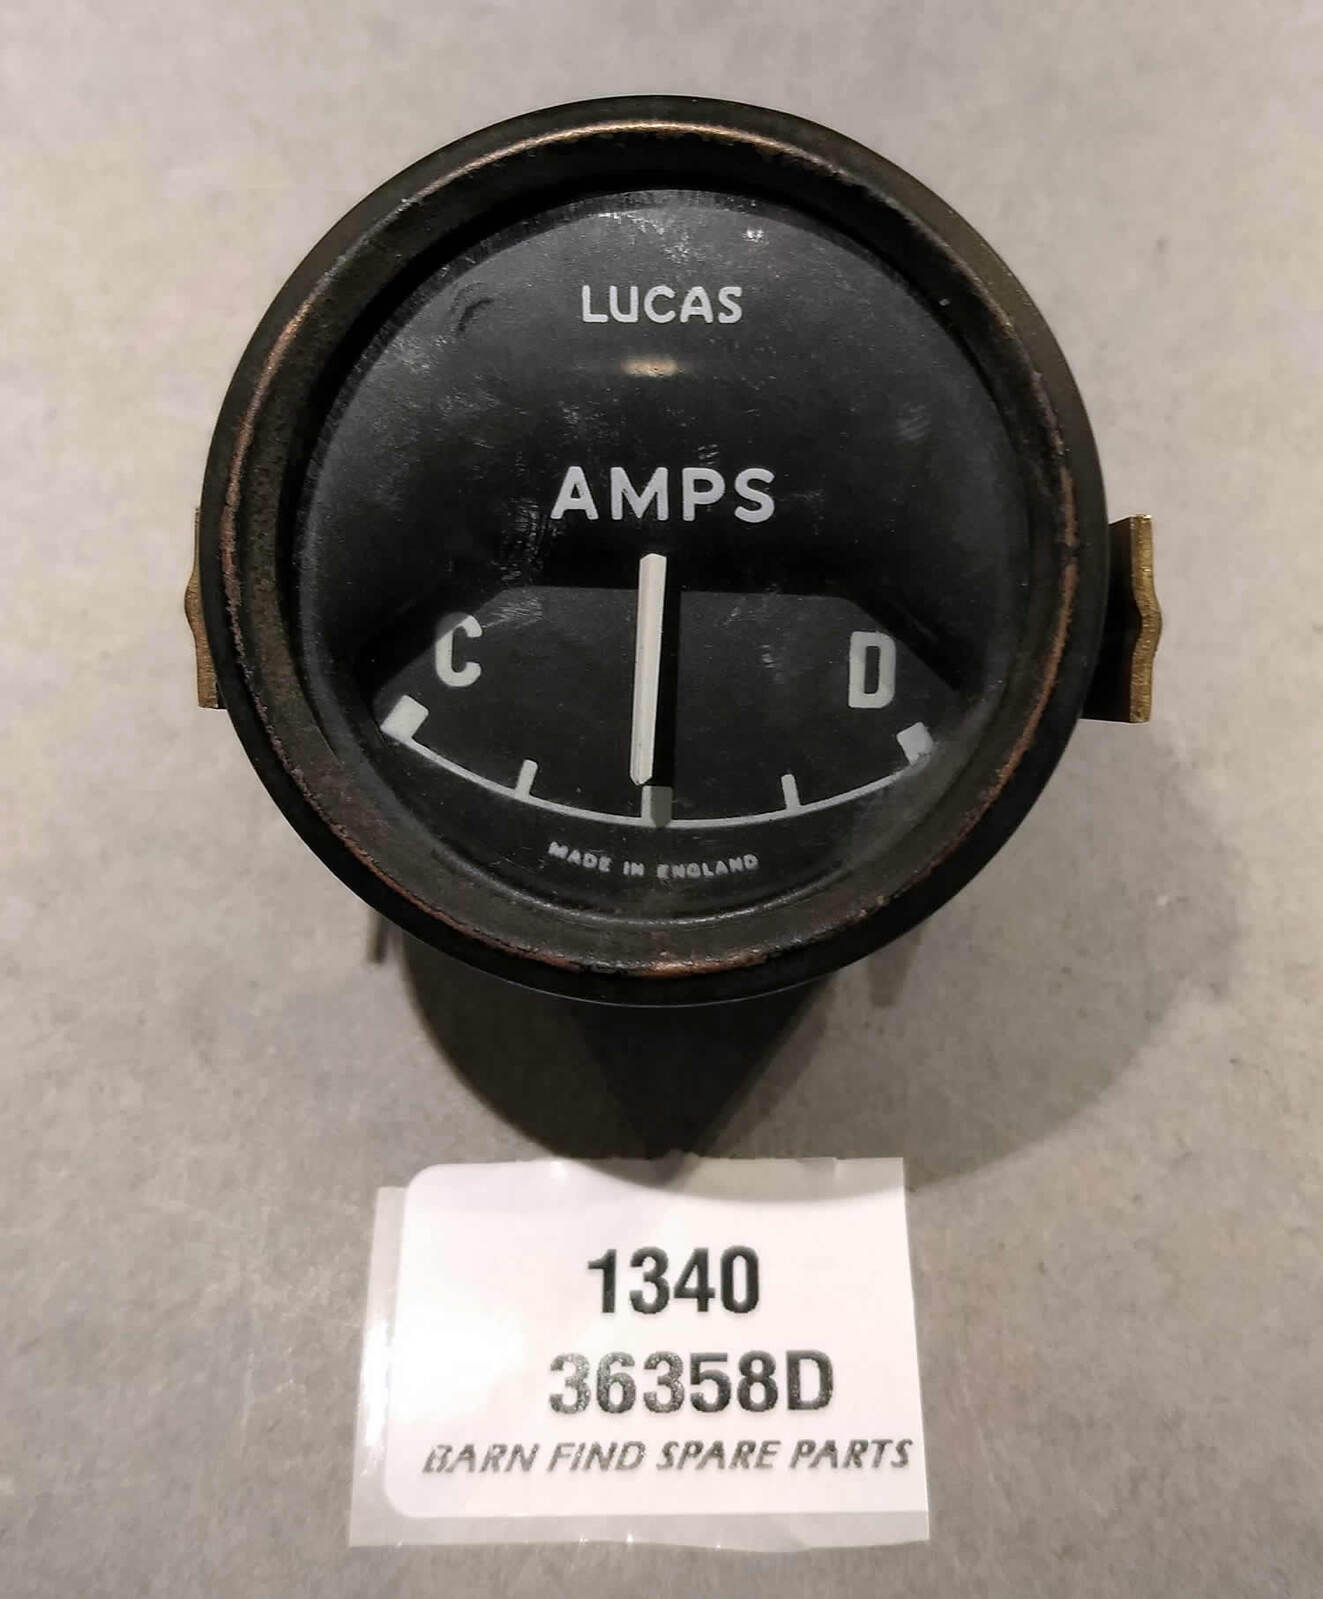 LUCAS
AMPS
C D
MADE IN ENGLAND
1340
36358D
BARN FIND SPARE PARTS